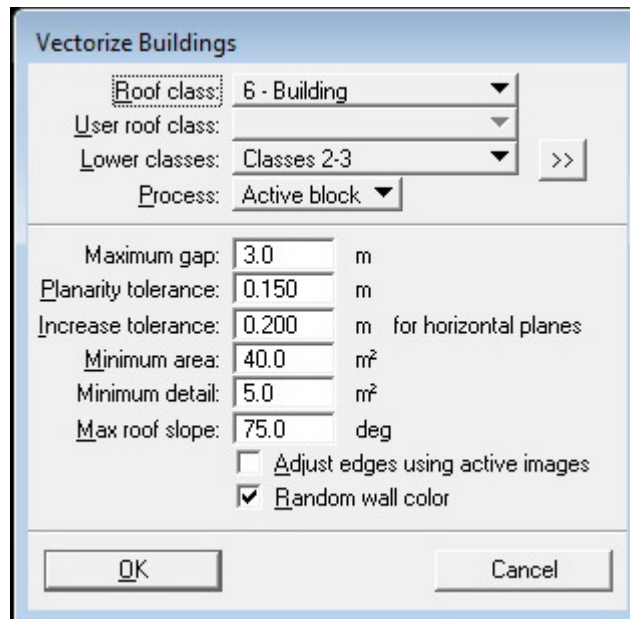 Vectorize Buildings
Roof class: 6 - Building
User roof class:
Lower classes: Classes 2-3 >>
Process: Active block
Maximum gap: 3.0 m
Planarity tolerance: 0.150 m
Increase tolerance: 0.200 m for horizontal planes
Minimum area: 40.0 m²
Minimum detail: 5.0 m²
Max roof slope: 75.0 deg
Adjust edges using active images
Random wall color
OK Cancel